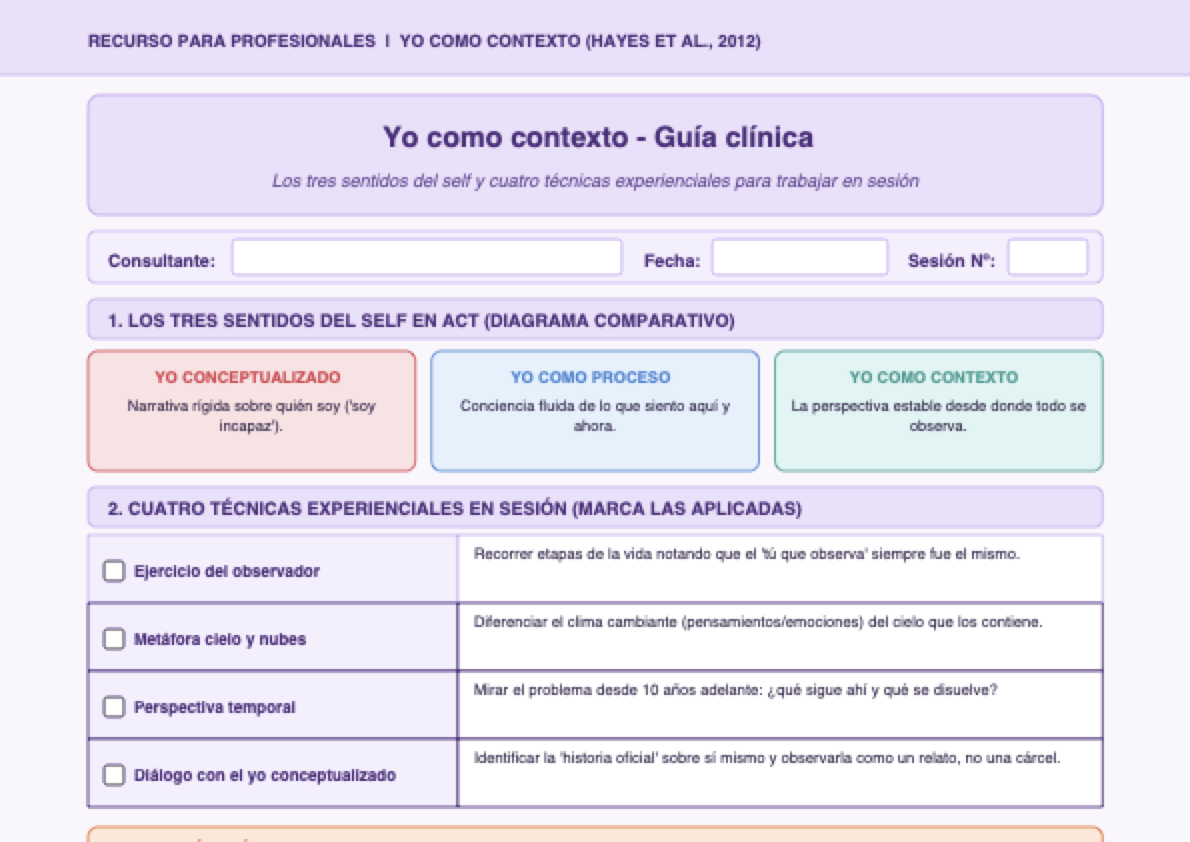 RECURSO PARA PROFESIONALES | YO COMO CONTEXTO (HAYES ET AL., 2012)
Yo como contexto - Guía clínica
Los tres sentidos del self y cuatro técnicas experienciales para trabajar en sesión
Consultante: Fecha: Sesión N°:
1. LOS TRES SENTIDOS DEL SELF EN ACT (DIAGRAMA COMPARATIVO)
YO CONCEPTUALIZADO
Narrativa rígida sobre quién soy ('soy
incapaz').
YO COMO PROCESO
Conciencia fluida de lo que siento aquí y
ahora.
YO COMO CONTEXTO
La perspectiva estable desde donde todo se
observa.
2. CUATRO TÉCNICAS EXPERIENCIALES EN SESIÓN (MARCA LAS APLICADAS)
Ejercicio del observador
Recorrer etapas de la vida notando que el 'tú que observa' siempre fue el mismo.
Metáfora cielo y nubes
Diferenciar el clima cambiante (pensamientos/emociones) del cielo que los contiene.
Perspectiva temporal
Mirar el problema desde 10 años adelante: ¿qué sigue ahí y qué se disuelve?
Diálogo con el yo conceptualizado
Identificar la 'historia oficial' sobre sí mismo y observarla como un relato, no una cárcel.